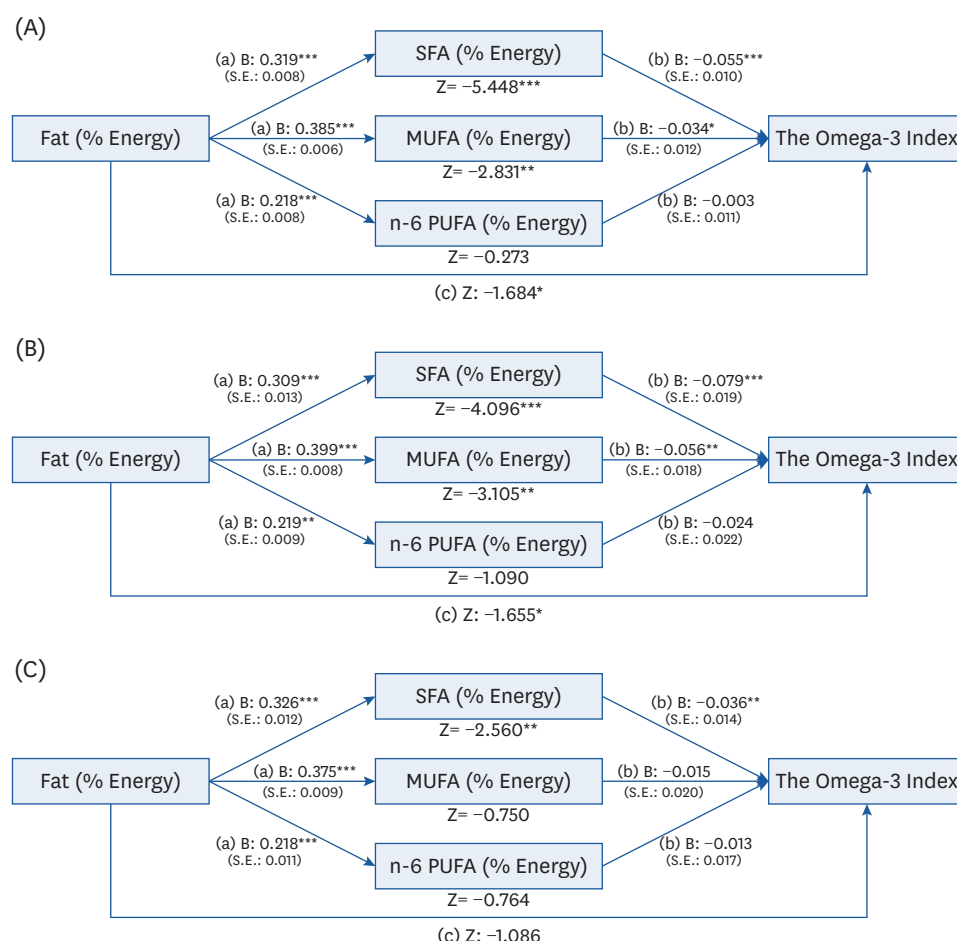 (A)
(a) B: 0.319***
(S.E.: 0.008)
SFA (% Energy)
Z= −5.448***
(b) B: −0.055***
(S.E.: 0.010)
Fat (% Energy)
(a) B: 0.385***
(S.E.: 0.006)
MUFA (% Energy)
Z= −2.831**
(b) B: −0.034*
(S.E.: 0.012)
The Omega-3 Index
(a) B: 0.218***
(S.E.: 0.008)
n-6 PUFA (% Energy)
Z= −0.273
(b) B: −0.003
(S.E.: 0.011)
(c) Z: −1.684*
(B)
(a) B: 0.309***
(S.E.: 0.013)
SFA (% Energy)
Z= −4.096***
(b) B: −0.079***
(S.E.: 0.019)
Fat (% Energy)
(a) B: 0.399***
(S.E.: 0.008)
MUFA (% Energy)
Z= −3.105**
(b) B: −0.056**
(S.E.: 0.018)
The Omega-3 Index
(a) B: 0.219**
(S.E.: 0.009)
n-6 PUFA (% Energy)
Z= −1.090
(b) B: −0.024
(S.E.: 0.022)
(c) Z: −1.655*
(C)
(a) B: 0.326***
(S.E.: 0.012)
SFA (% Energy)
Z= −2.560**
(b) B: −0.036**
(S.E.: 0.014)
Fat (% Energy)
(a) B: 0.375***
(S.E.: 0.009)
MUFA (% Energy)
Z= −0.750
(b) B: −0.015
(S.E.: 0.020)
The Omega-3 Index
(a) B: 0.218***
(S.E.: 0.011)
n-6 PUFA (% Energy)
Z= −0.764
(b) B: −0.013
(S.E.: 0.017)
(c) Z: −1.086